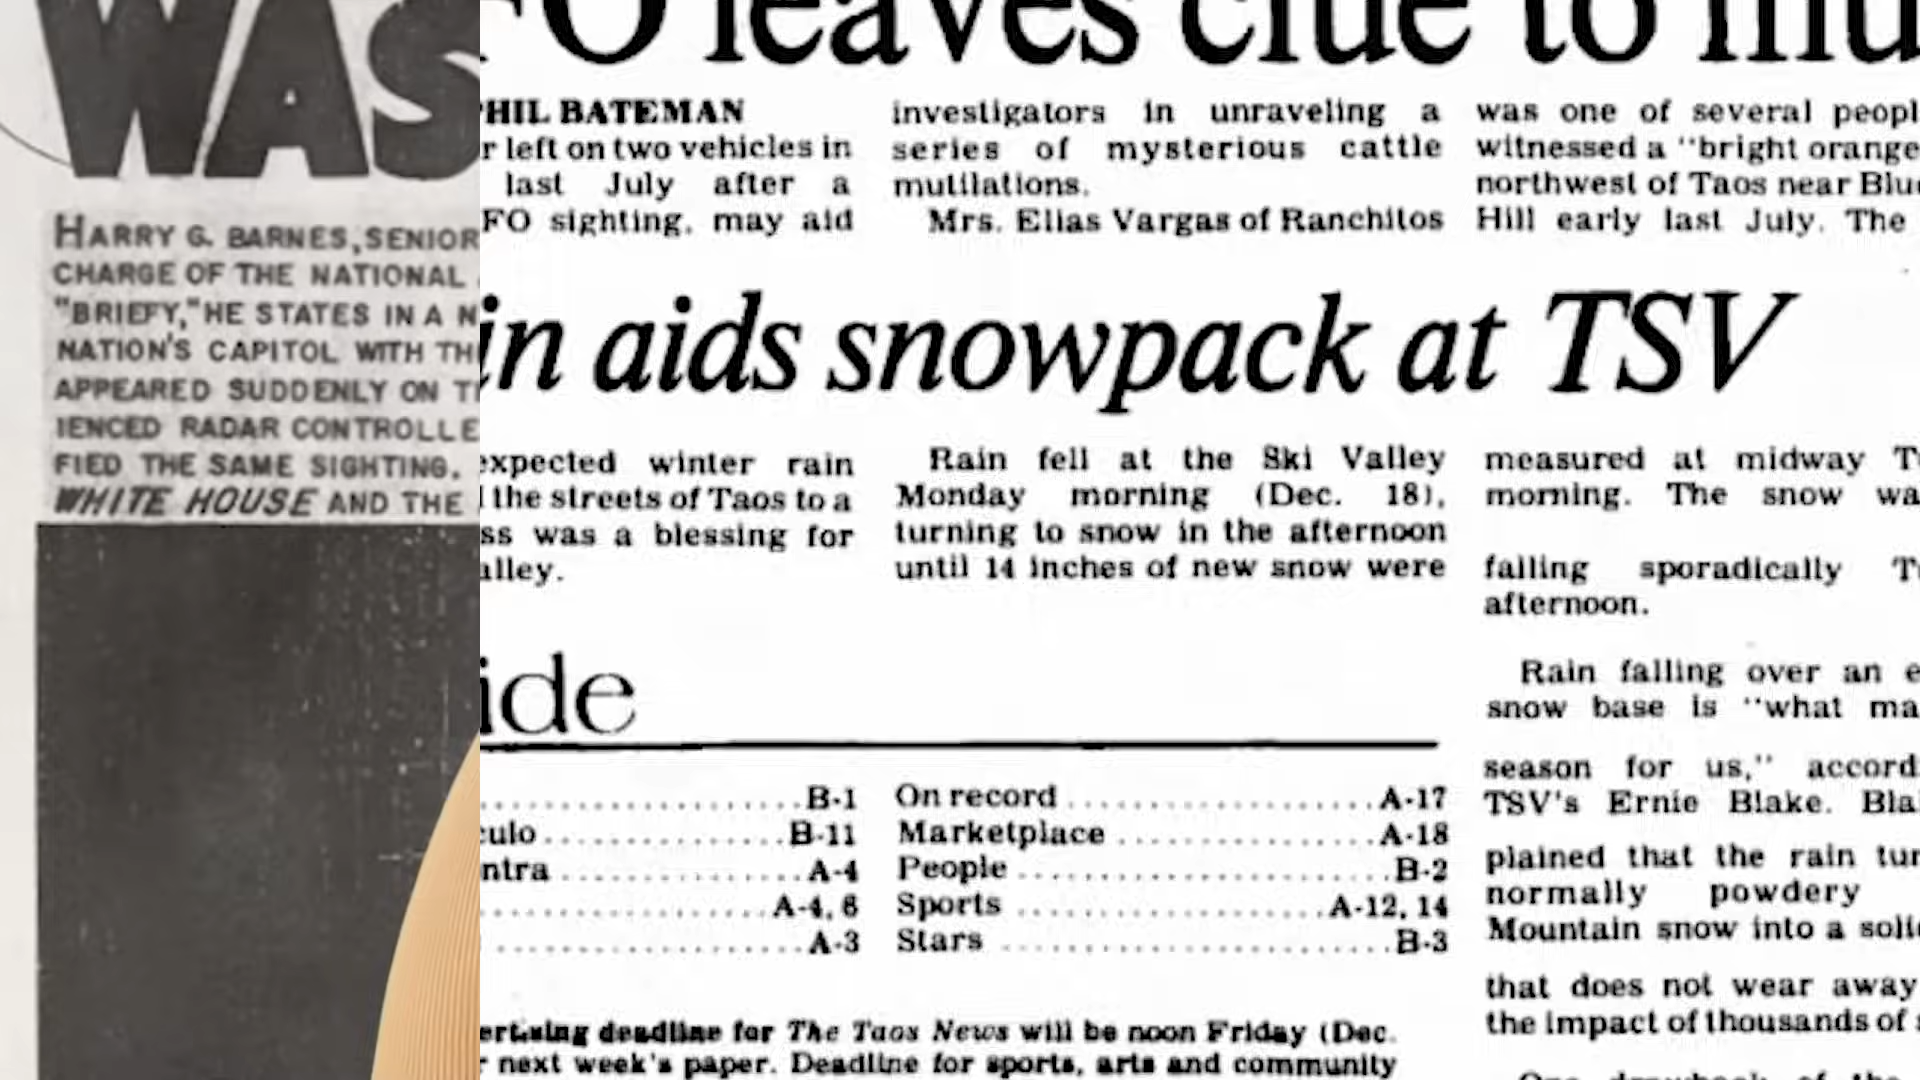 WAS
HARRY G. BARNES, SENIOR
CHARGE OF THE NATIONAL
"BRIEFY," HE STATES IN A
NATION'S CAPITOL WITH
APPEARED SUDDENLY ON
IENCED RADAR CONTROLLE
FIED THE SAME SIGHTING.
WHITE HOUSE AND THE
FO leaves clue to mu
PHIL BATEMAN
r left on two vehicles in
last July after a
FO sighting, may aid
investigators in unraveling a
series of mysterious cattle
mutilations.
Mrs. Elias Vargas of Ranchitos
was one of several peopl
witnessed a "bright orange
northwest of Taos near Blu
Hill early last July. The
in aids snowpack at TSV
expected winter rain
the streets of Taos to a
ss was a blessing for
alley.
Rain fell at the Ski Valley
Monday morning (Dec. 18),
turning to snow in the afternoon
until 14 inches of new snow were
measured at midway T
morning. The snow wa
falling sporadically T
afternoon.
Rain falling over an e
snow base is "what ma
season for us," accord
TSV's Ernie Blake. Bla
plained that the rain tur
normally powdery
Mountain snow into a soli
that does not wear away
the impact of thousands of
One drawback of the
ide
B-1
culo B-11
ntra A-4
A-4, 6
A-3
On record A-17
Marketplace A-18
People B-2
Sports A-12, 14
Stars B-3
ertising deadline for The Taos News will be noon Friday (Dec.
r next week's paper. Deadline for sports, arts and community